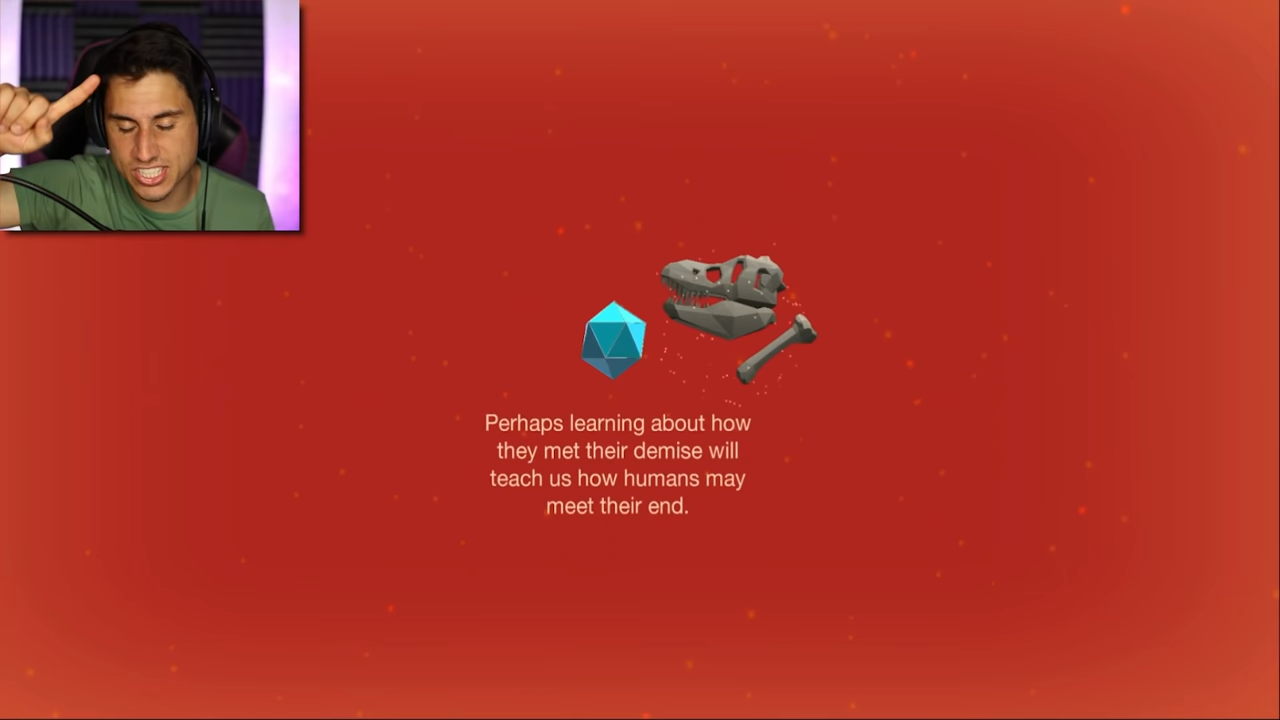 Perhaps learning about how
they met their demise will
teach us how humans may
meet their end.